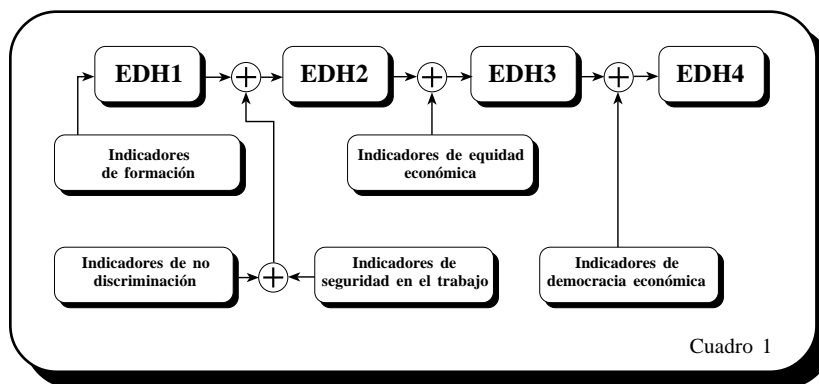 EDH1
EDH2
EDH3
EDH4
Indicadores
de formación
Indicadores de equidad
económica
Indicadores de no
discriminación
Indicadores de
seguridad en el trabajo
Indicadores de
democracia económica
Cuadro 1